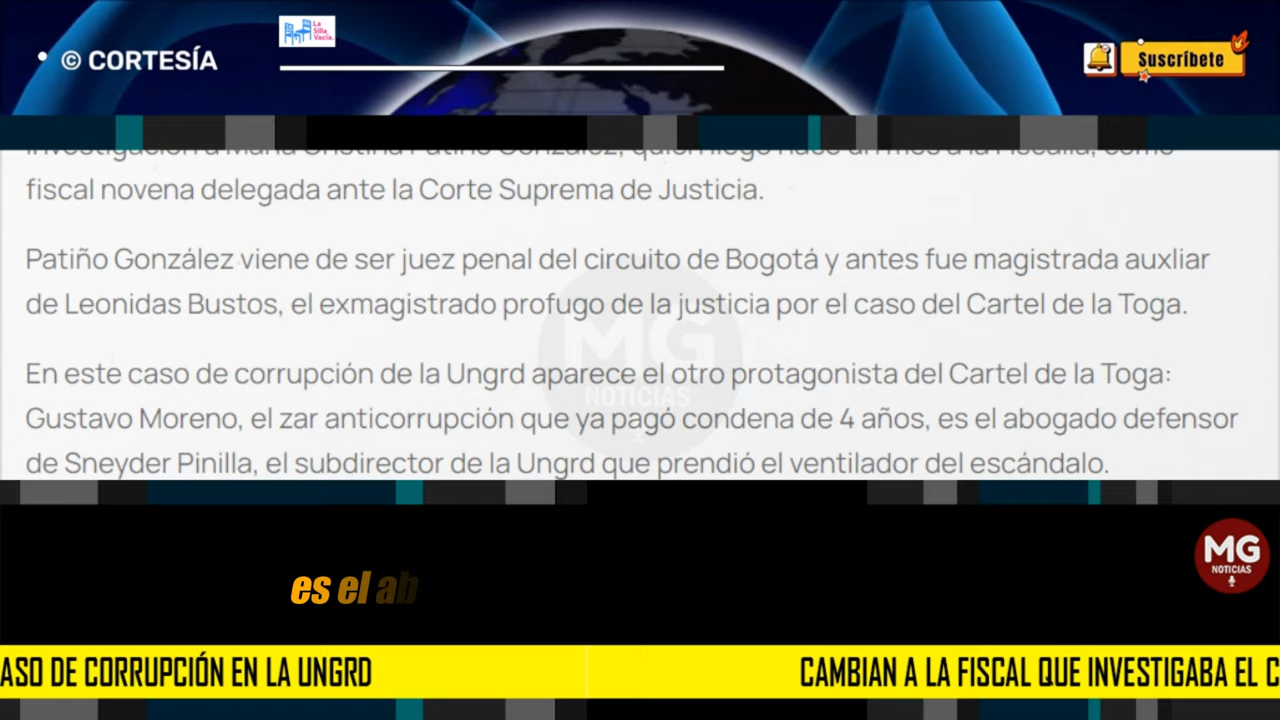 © CORTESÍA
La
Silla
Vacía.
Suscríbete
fiscal novena delegada ante la Corte Suprema de Justicia.
Patiño González viene de ser juez penal del circuito de Bogotá y antes fue magistrada auxliar
de Leonidas Bustos, el exmagistrado profugo de la justicia por el caso del Cartel de la Toga.
En este caso de corrupción de la Ungrd aparece el otro protagonista del Cartel de la Toga:
Gustavo Moreno, el zar anticorrupción que ya pagó condena de 4 años, es el abogado defensor
de Sneyder Pinilla, el subdirector de la Ungrd que prendió el ventilador del escándalo.
MG
NOTICIAS
es el ab
MG
NOTICIAS
ASO DE CORRUPCIÓN EN LA UNGRD CAMBIAN A LA FISCAL QUE INVESTIGABA EL C